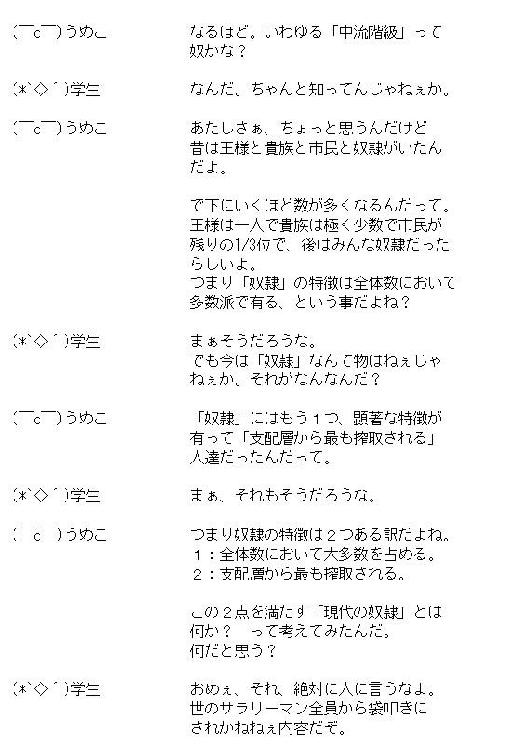 (￣c￣)うめこ　なるほど。いわゆる「中流階級」って
奴かな？
(*`◇´)学生　なんだ、ちゃんと知ってんじゃねぇか。
(￣c￣)うめこ　あたしさぁ、ちょっと思うんだけど
昔は王様と貴族と市民と奴隷がいたん
だよ。
で下にいくほど数が多くなるんだって。
王様は一人で貴族は極く少数で市民が
残りの1/3位で、後はみんな奴隷だった
らしいよ。
つまり「奴隷」の特徴は全体数において
多数派で有る、という事だよね？
(*`◇´)学生　まぁそうだろうな。
でも今は「奴隷」なんて物はねぇじゃ
ねぇか、それがなんなんだ？
(￣c￣)うめこ　「奴隷」にはもう１つ、顕著な特徴が
有って「支配層から最も搾取される」
人達だったんだって。
(*`◇´)学生　まぁ、それもそうだろうな。
(　c　)うめこ　つまり奴隷の特徴は２つある訳だよね。
１：全体数において大多数を占める。
２：支配層から最も搾取される。
この２点を満たす「現代の奴隷」とは
何か？　って考えてみたんだ。
何だと思う？
(*`◇´)学生　おめぇ、それ、絶対に人に言うなよ。
世のサラリーマン全員から袋叩きに
されかねねぇ内容だぞ。